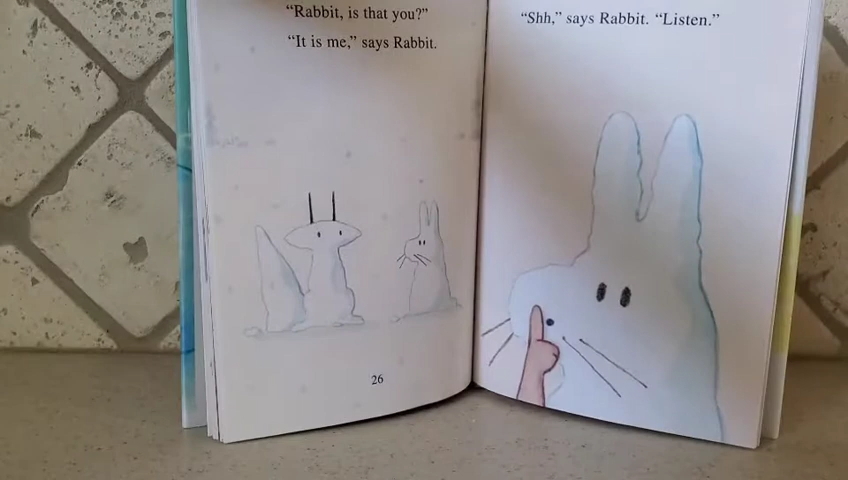 “Rabbit, is that you?”
“It is me,” says Rabbit.
26
“Shh,” says Rabbit. “Listen.”